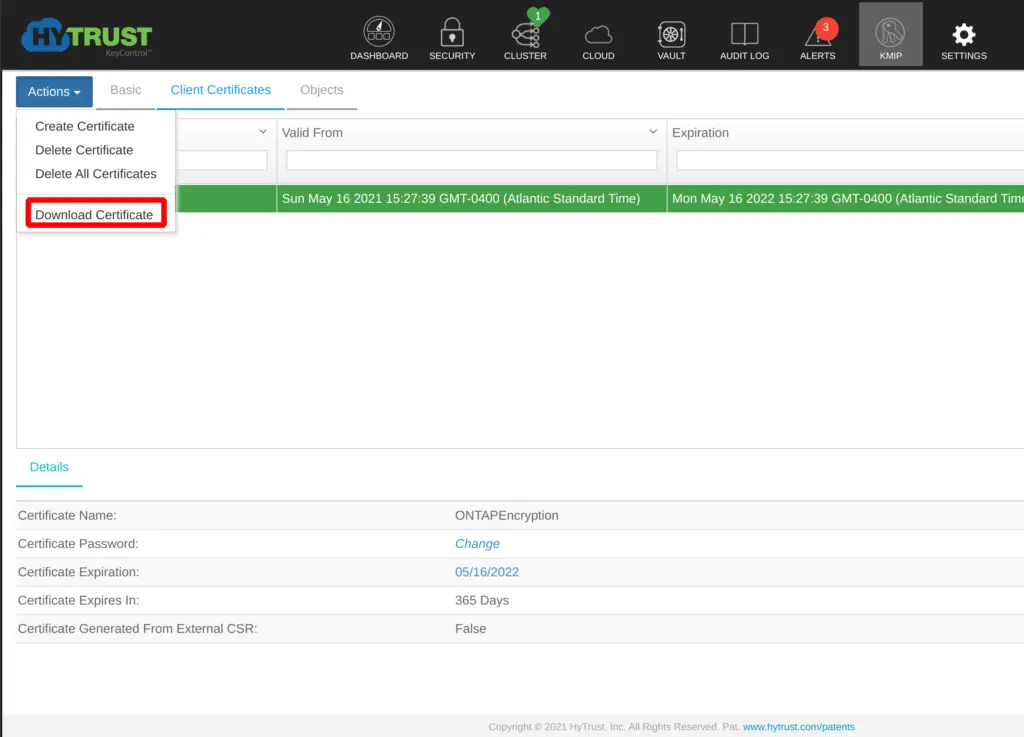 HYTRUST
KeyControl
1
3
DASHBOARD SECURITY CLUSTER CLOUD VAULT AUDIT LOG ALERTS KMIP SETTINGS
Actions Basic Client Certificates Objects
Create Certificate
Delete Certificate
Delete All Certificates
Download Certificate
Valid From Expiration
Sun May 16 2021 15:27:39 GMT-0400 (Atlantic Standard Time) Mon May 16 2022 15:27:39 GMT-0400 (Atlantic Standard Time
Details
Certificate Name: ONTAPEncryption
Certificate Password: Change
Certificate Expiration: 05/16/2022
Certificate Expires In: 365 Days
Certificate Generated From External CSR: False
Copyright © 2021 HyTrust, Inc. All Rights Reserved. Pat. www.hytrust.com/patents